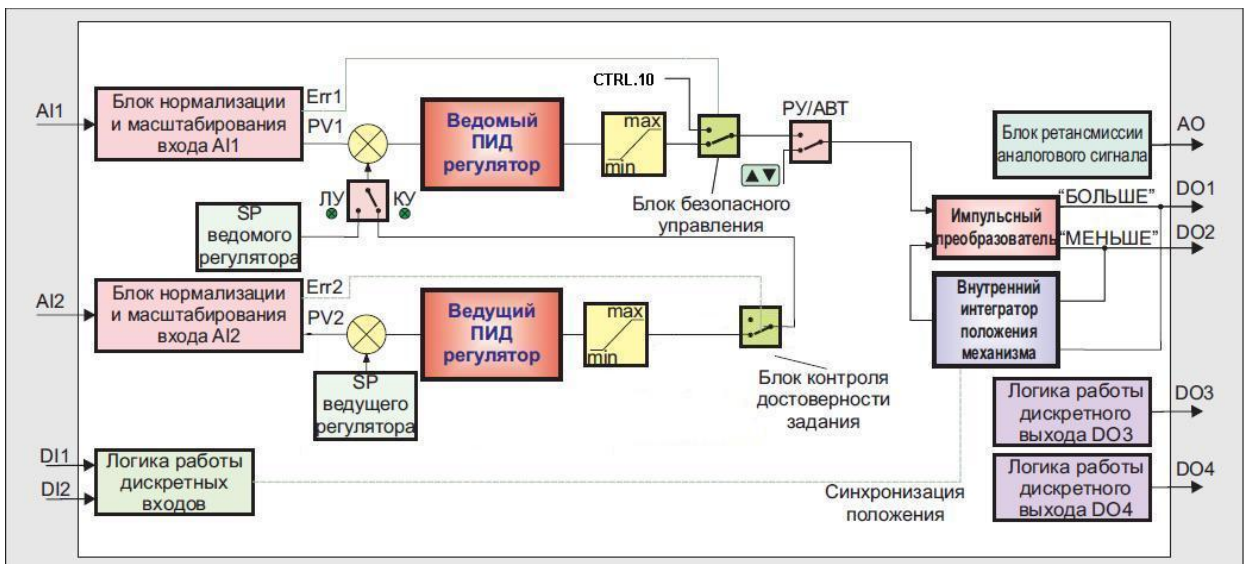 CTRL.10
AI1
Блок нормализации
и масштабирования
входа AI1
Err1
PV1
Ведомый
ПИД
регулятор
max
min
РУ/АВТ
Блок ретансмиссии
аналогового сигнала
AO
ЛУ
КУ
Блок безопасного
управления
SP
ведомого
регулятора
Импульсный
преобразователь
“БОЛЬШЕ”
DO1
“МЕНЬШЕ”
DO2
AI2
Блок нормализации
и масштабирования
входа AI2
Err2
PV2
Ведущий
ПИД
регулятор
max
min
Внутренний
интегратор
положения
механизма
SP
ведущего
регулятора
Блок контроля
достоверности
задания
Логика работы
дискретного
выхода DO3
DO3
DI1
DI2
Логика работы
дискретных
входов
Синхронизация
положения
Логика работы
дискретного
выхода DO4
DO4